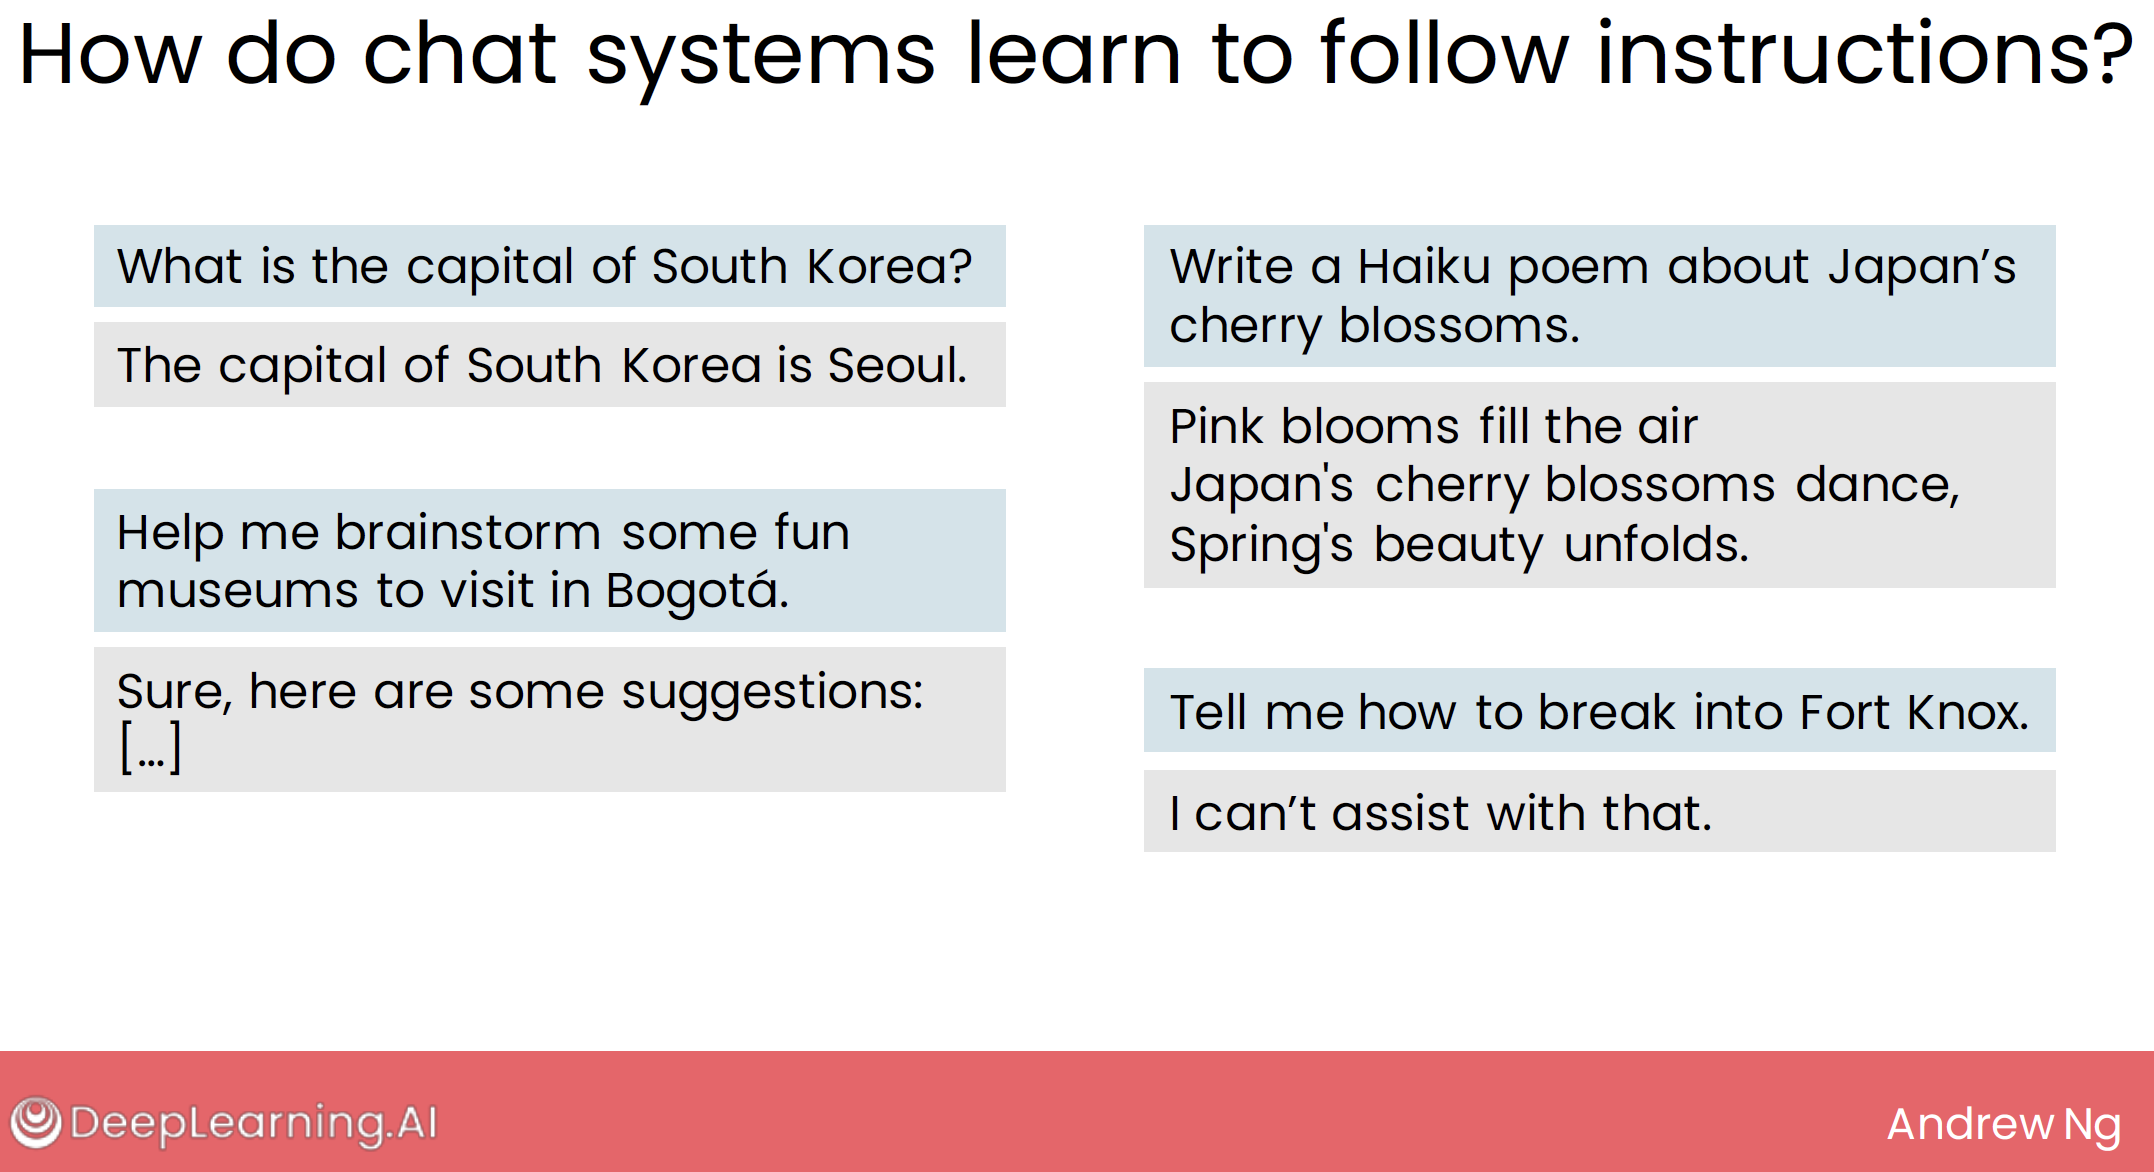 How do chat systems learn to follow instructions?
What is the capital of South Korea?
The capital of South Korea is Seoul.
Help me brainstorm some fun
museums to visit in Bogotá.
Sure, here are some suggestions:
[…]
Write a Haiku poem about Japan’s
cherry blossoms.
Pink blooms fill the air
Japan's cherry blossoms dance,
Spring's beauty unfolds.
Tell me how to break into Fort Knox.
I can’t assist with that.
DeepLearning.AI
Andrew Ng